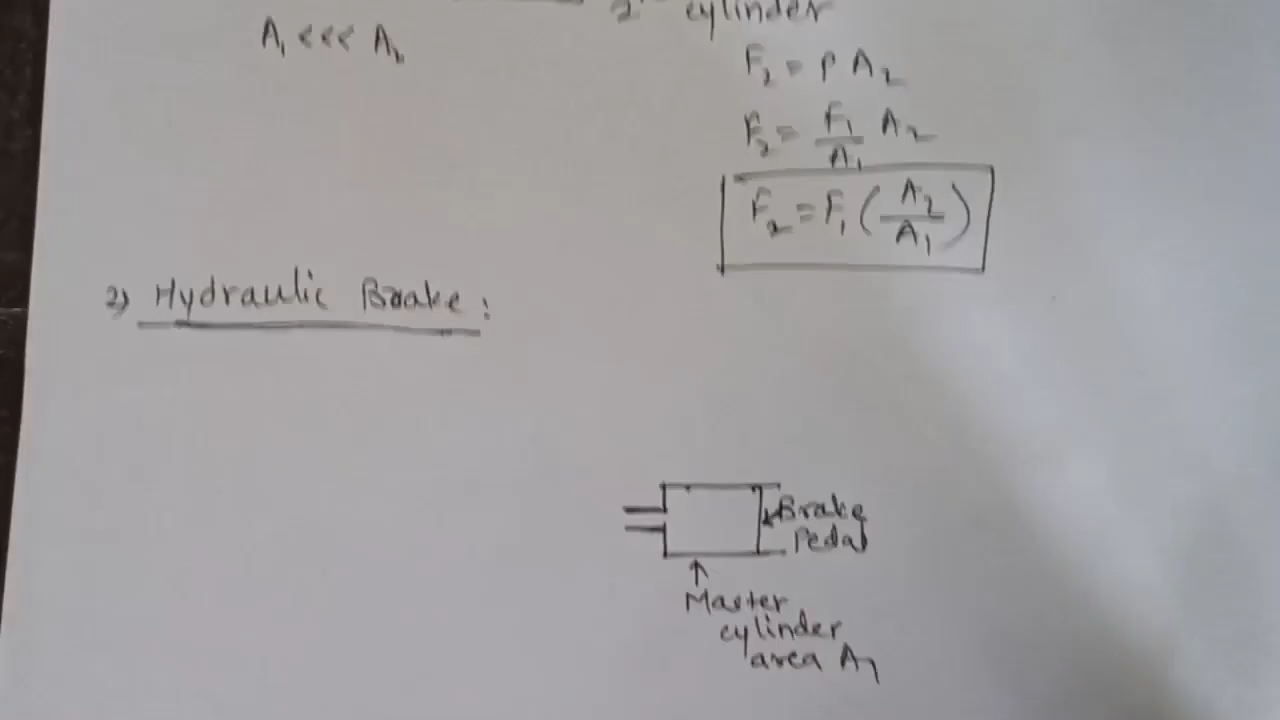 2 cylinder
A₁ <<< A₂
F₂ = P A₂
F₂ = F₁/A₁ A₂
F₂ = F₁ (A₂/A₁)
2) Hydraulic Brake :
Brake
Pedal
Master
cylinder
area A₁